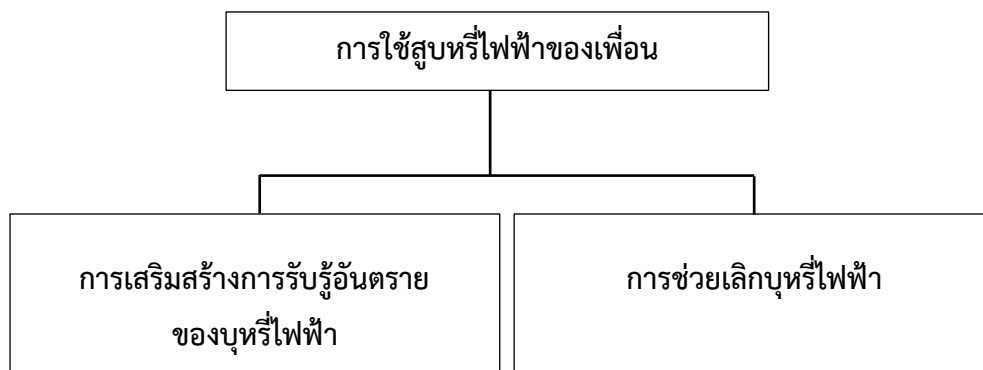 การใช้สูบหรี่ไฟฟ้าของเพื่อน
การเสริมสร้างการรับรู้อันตราย
ของบุหรี่ไฟฟ้า
การช่วยเลิกบุหรี่ไฟฟ้า